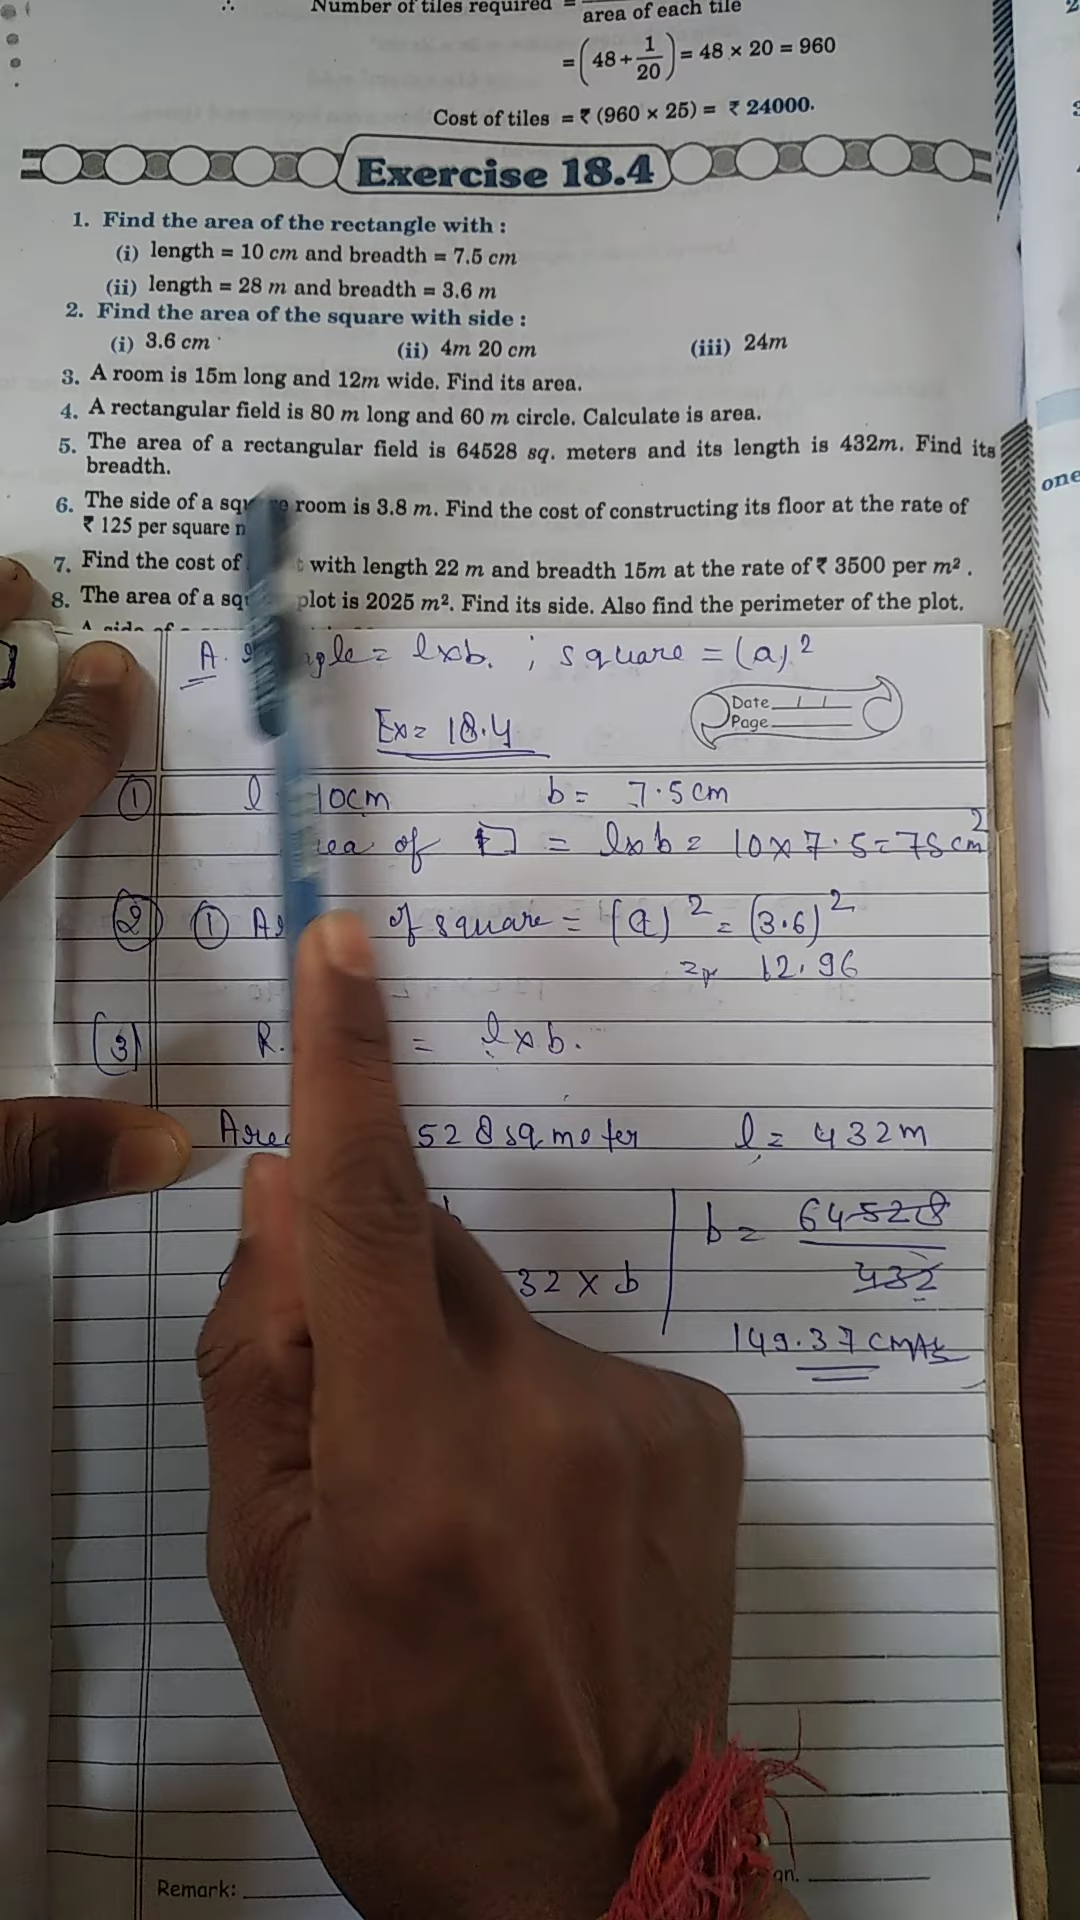 ∴ Number of tiles required =
area of each tile
= (48 + 1/20) = 48 × 20 = 960
Cost of tiles = ₹ (960 × 25) = ₹ 24000.
Exercise 18.4
1. Find the area of the rectangle with :
(i) length = 10 cm and breadth = 7.5 cm
(ii) length = 28 m and breadth = 3.6 m
2. Find the area of the square with side :
(i) 3.6 cm (ii) 4m 20 cm (iii) 24m
3. A room is 15m long and 12m wide. Find its area.
4. A rectangular field is 80 m long and 60 m circle. Calculate is area.
5. The area of a rectangular field is 64528 sq. meters and its length is 432m. Find its
breadth.
6. The side of a square room is 3.8 m. Find the cost of constructing its floor at the rate of
₹ 125 per square
7. Find the cost of with length 22 m and breadth 15m at the rate of ₹ 3500 per m².
8. The area of a plot is 2025 m². Find its side. Also find the perimeter of the plot.
one
A. = l×b. ; square = (a)²
Ex = 18.4
Date
Page
① l 10cm b = 7.5 cm
of = l×b = 10 × 7.5 = 75 cm²
② ① of square = (a)² = (3.6)²
= 12.96
(3) R. = l×b.
528 sq meter l = 432m
32 × b
b = 64528
432
149.37
Remark: